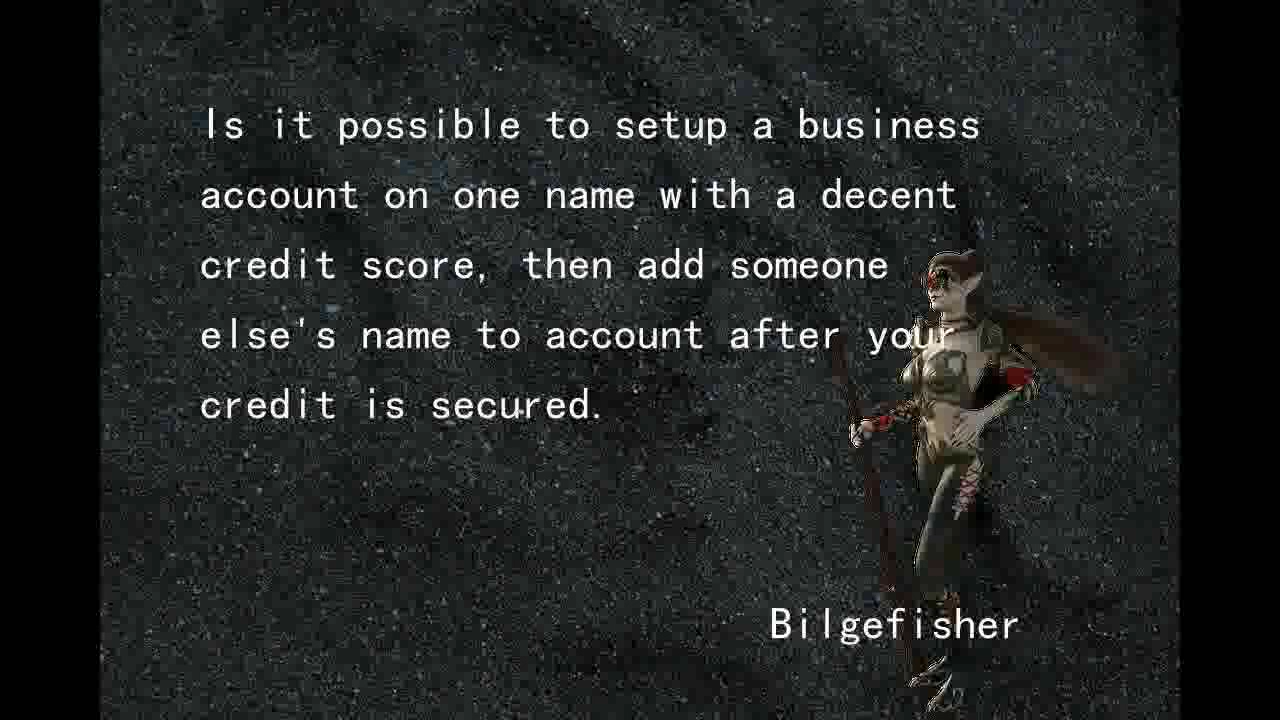 Is it possible to setup a business
account on one name with a decent
credit score, then add someone
else's name to account after your
credit is secured.
Bilgefisher